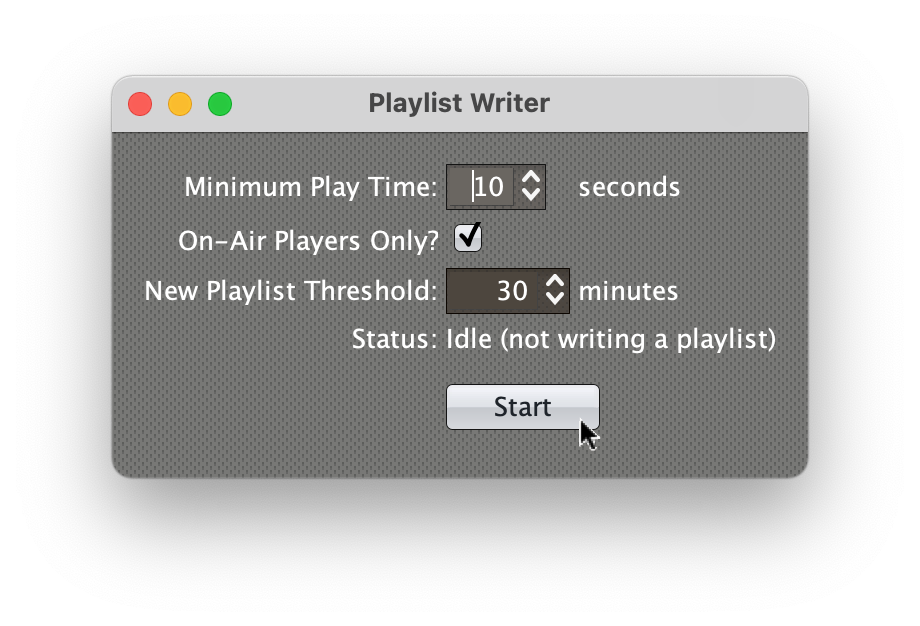 Playlist Writer
Minimum Play Time: 10 seconds
On-Air Players Only?
New Playlist Threshold: 30 minutes
Status: Idle (not writing a playlist)
Start